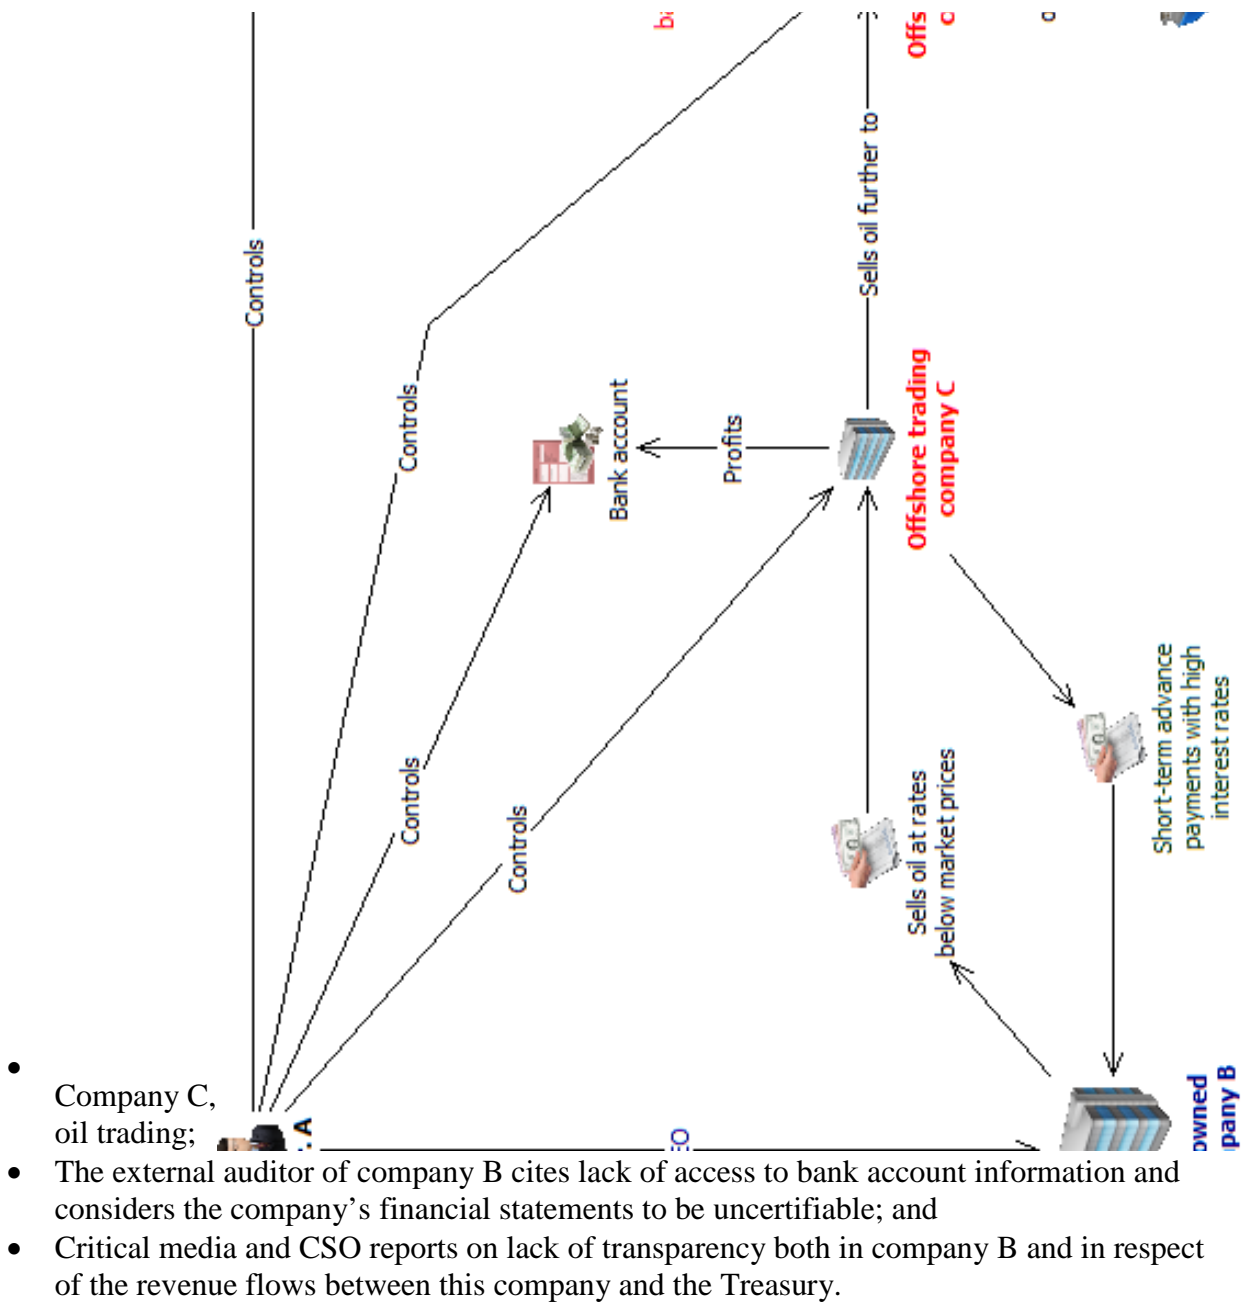 Controls
Controls
Controls
Controls
Bank account
Profits
Sells oil further to
Offshore trading
company C
Sells oil at rates
below market prices
Short-term advance
payments with high
interest rates
owned
Company C,
oil trading;
The external auditor of company B cites lack of access to bank account information and
considers the company’s financial statements to be uncertifiable; and
Critical media and CSO reports on lack of transparency both in company B and in respect
of the revenue flows between this company and the Treasury.